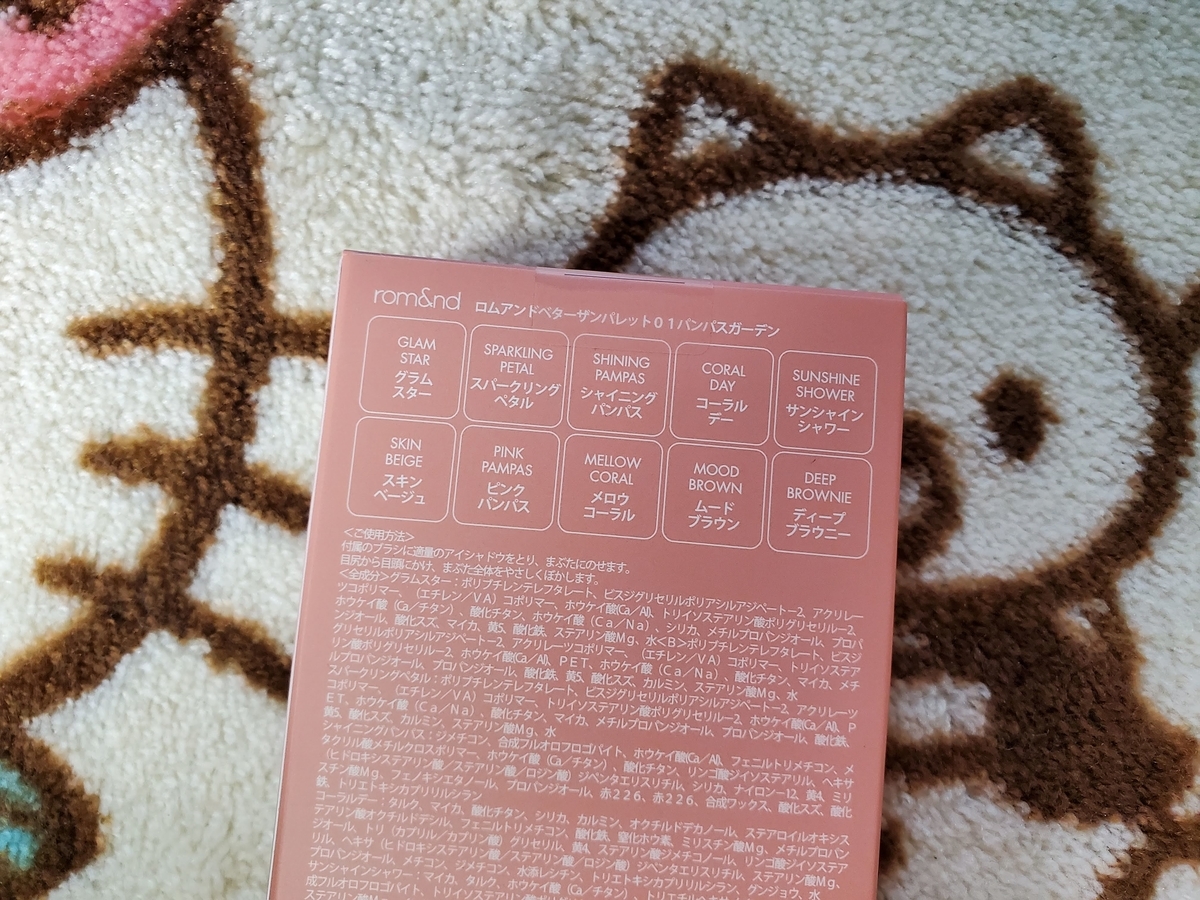 rom&nd ロムアンドベターザンパレット０１パンパスガーデン
GLAM
STAR
グラム
スター
SPARKLING
PETAL
スパークリング
ペタル
SHINING
PAMPAS
シャイニング
パンパス
CORAL
DAY
コーラル
デー
SUNSHINE
SHOWER
サンシャイン
シャワー
SKIN
BEIGE
スキン
ベージュ
PINK
PAMPAS
ピンク
パンパス
MELLOW
CORAL
メロウ
コーラル
MOOD
BROWN
ムード
ブラウン
DEEP
BROWNIE
ディープ
ブラウニー
＜ご使用方法＞
付属のブラシに適量のアイシャドウをとり、まぶたにのせます。
目尻から目頭にかけ、まぶた全体をやさしくぼかします。
＜全成分＞グラムスター：ポリブチレンテレフタレート、ビスジグリセリルポリアシルアジペート-2、アクリレー
ツコポリマー、（エチレン／ＶＡ）コポリマー、ホウケイ酸(Ca／Al)、トリイソステアリン酸ポリグリセリル-2、
ホウケイ酸（Ca／チタン）、酸化チタン、ホウケイ酸（Ｃａ／Ｎａ）、シリカ、メチルプロパンジオール、プロパ
ンジオール、酸化スズ、マイカ、黄5、酸化鉄、ステアリン酸Mg、水＜Ｂ＞ポリブチレンテレフタレート、ビスジ
グリセリルポリアシルアジペート-2、アクリレーツコポリマー、（エチレン／ＶＡ）コポリマー、トリイソステア
リン酸ポリグリセリル-2、ホウケイ酸(Ca／Al)、ＰＥＴ、ホウケイ酸（Ｃａ／Ｎａ）、酸化チタン、マイカ、メチ
ルプロパンジオール、プロパンジオール、酸化鉄、黄5、酸化スズ、カルミン、ステアリン酸Mg、水
スパークリングペタル：ポリブチレンテレフタレート、ビスジグリセリルポリアシルアジペート-2、アクリレーツ
コポリマー、（エチレン／ＶＡ）コポリマー、トリイソステアリン酸ポリグリセリル-2、ホウケイ酸(Ca／Al)、Ｐ
ＥＴ、ホウケイ酸（Ｃａ／Ｎａ）、酸化チタン、マイカ、メチルプロパンジオール、プロパンジオール、酸化鉄、
黄5、酸化スズ、カルミン、ステアリン酸Mg、水
シャイニングパンパス：ジメチコン、合成フルオロフロゴパイト、ホウケイ酸(Ca／Al)、フェニルトリメチコン、メ
タクリル酸メチルクロスポリマー、ホウケイ酸（Ca／チタン）、酸化チタン、リンゴ酸ジイソステアリル、ヘキサ
（ヒドロキシステアリン酸／ステアリン酸／ロジン酸）ジペンタエリスリチル、シリカ、ナイロン-12、黄4、ミリ
スチン酸Mg、フェノキシエタノール、プロパンジオール、赤２２６、赤２２６、合成ワックス、酸化スズ、酸化
鉄、トリエトキシカプリリルシラン
コーラルデー：タルク、マイカ、酸化チタン、シリカ、カルミン、オクチルドデカノール、ステアロイルオキシス
テアリン酸オクチルドデシル、フェニルトリメチコン、酸化鉄、窒化ホウ素、ミリスチン酸Mg、メチルプロパン
ジオール、トリ（カプリル／カプリン酸）グリセリル、黄4、ステアリン酸ジメチコノール、リンゴ酸ジイソステア
リル、ヘキサ（ヒドロキシステアリン酸／ステアリン酸／ロジン酸）ジペンタエリスリチル、ステアリン酸Mg、
プロパンジオール、メチコン、ジメチコン、水添レシチン、トリエトキシカプリリルシラン、グンジョウ、水
サンシャインシャワー：マイカ、タルク、ホウケイ酸（Ca／チタン）
成フルオロフロゴパイト、トリイソステアリン酸ポリグリセリル
ステアリン酸Mg